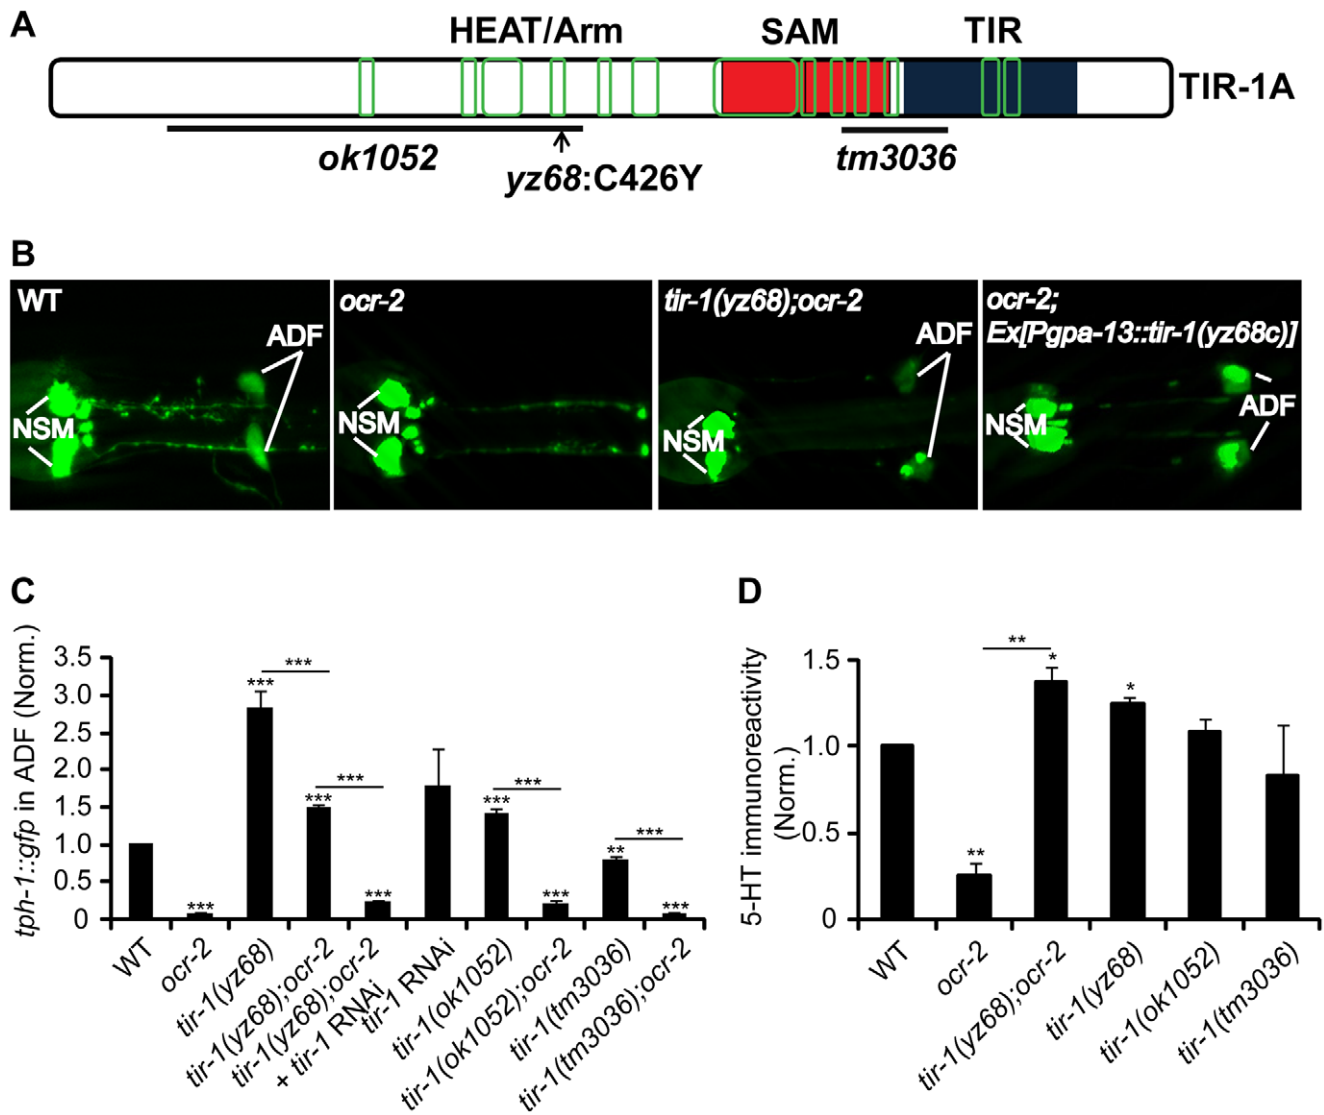 A
HEAT/Arm
SAM
TIR
TIR-1A
ok1052
yz68:C426Y
tm3036
B
WT
ADF
NSM
ocr-2
NSM
tir-1(yz68);ocr-2
ADF
NSM
ocr-2;
Ex[Pgpa-13::tir-1(yz68c)]
ADF
NSM
C
tph-1::gfp in ADF (Norm.)
3.5
3.0
2.5
2.0
1.5
1.0
0.5
0
***
***
***
***
***
***
***
***
***
**
***
***
WT
ocr-2
tir-1(yz68)
tir-1(yz68);ocr-2
tir-1(yz68);ocr-2
+ tir-1 RNAi
tir-1 RNAi
tir-1(ok1052)
tir-1(ok1052);ocr-2
tir-1(tm3036)
tir-1(tm3036);ocr-2
D
5-HT immunoreactivity
(Norm.)
1.5
1.0
0.5
0
**
**
*
*
WT
ocr-2
tir-1(yz68);ocr-2
tir-1(yz68)
tir-1(ok1052)
tir-1(tm3036)